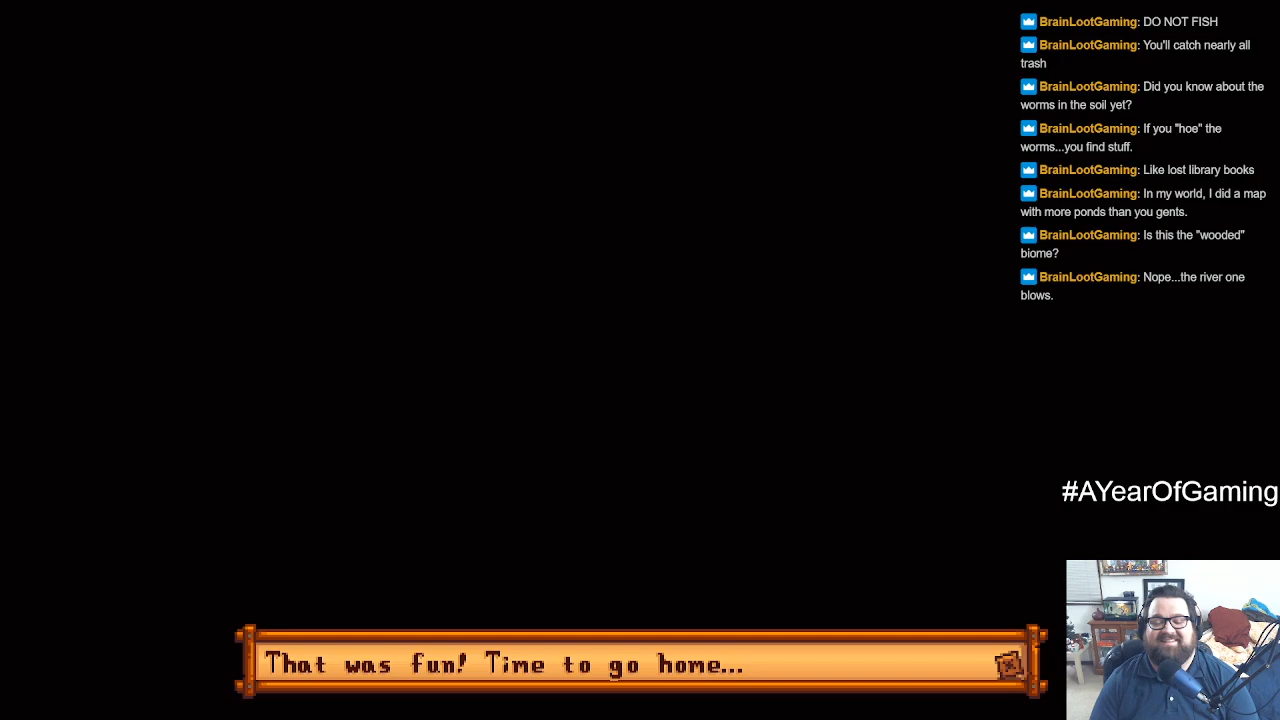 BrainLootGaming: DO NOT FISH
BrainLootGaming: You'll catch nearly all
trash
BrainLootGaming: Did you know about the
worms in the soil yet?
BrainLootGaming: If you "hoe" the
worms...you find stuff.
BrainLootGaming: Like lost library books
BrainLootGaming: In my world, I did a map
with more ponds than you gents.
BrainLootGaming: Is this the "wooded"
biome?
BrainLootGaming: Nope...the river one
blows.
#AYearOfGaming
That was fun! Time to go home...